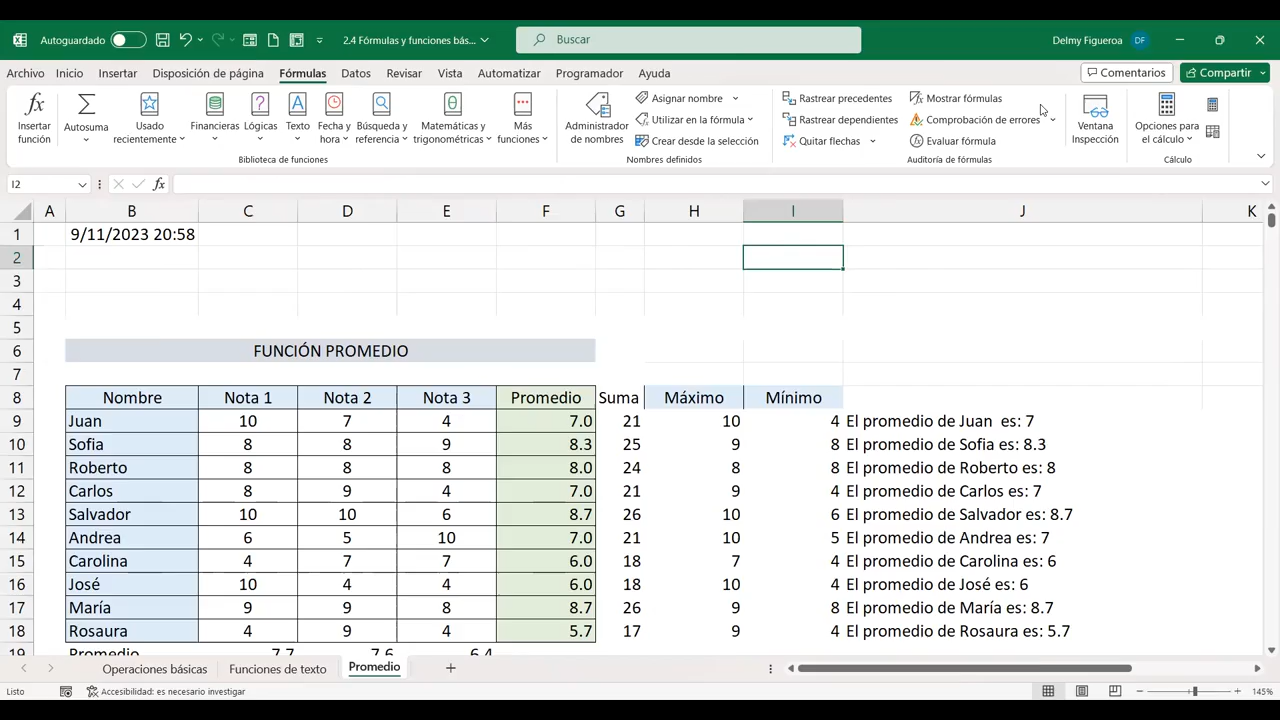 Autoguardado 2.4 Fórmulas y funciones bás... Buscar Delmy Figueroa DF
Archivo Inicio Insertar Disposición de página Fórmulas Datos Revisar Vista Automatizar Programador Ayuda Comentarios Compartir
Insertar función Autosuma Usado recientemente Financieras Lógicas Texto Fecha y hora Búsqueda y referencia Matemáticas y trigonométricas Más funciones
Biblioteca de funciones
Administrador de nombres
Asignar nombre
Utilizar en la fórmula
Crear desde la selección
Nombres definidos
Rastrear precedentes
Rastrear dependientes
Quitar flechas
Mostrar fórmulas
Comprobación de errores
Evaluar fórmula
Auditoría de fórmulas
Ventana Inspección
Opciones para el cálculo
Cálculo
I2 fx
A B C D E F G H I J K
1 9/11/2023 20:58
2
3
4
5
6 FUNCIÓN PROMEDIO
7
8 Nombre Nota 1 Nota 2 Nota 3 Promedio Suma Máximo Mínimo
9 Juan 10 7 4 7.0 21 10 4 El promedio de Juan es: 7
10 Sofia 8 8 9 8.3 25 9 8 El promedio de Sofia es: 8.3
11 Roberto 8 8 8 8.0 24 8 8 El promedio de Roberto es: 8
12 Carlos 8 9 4 7.0 21 9 4 El promedio de Carlos es: 7
13 Salvador 10 10 6 8.7 26 10 6 El promedio de Salvador es: 8.7
14 Andrea 6 5 10 7.0 21 10 5 El promedio de Andrea es: 7
15 Carolina 4 7 7 6.0 18 7 4 El promedio de Carolina es: 6
16 José 10 4 4 6.0 18 10 4 El promedio de José es: 6
17 María 9 9 8 8.7 26 9 8 El promedio de María es: 8.7
18 Rosaura 4 9 4 5.7 17 9 4 El promedio de Rosaura es: 5.7
19 Promedio 7.7 7.6 6.4
Operaciones básicas Funciones de texto Promedio
Listo Accesibilidad: es necesario investigar 145%